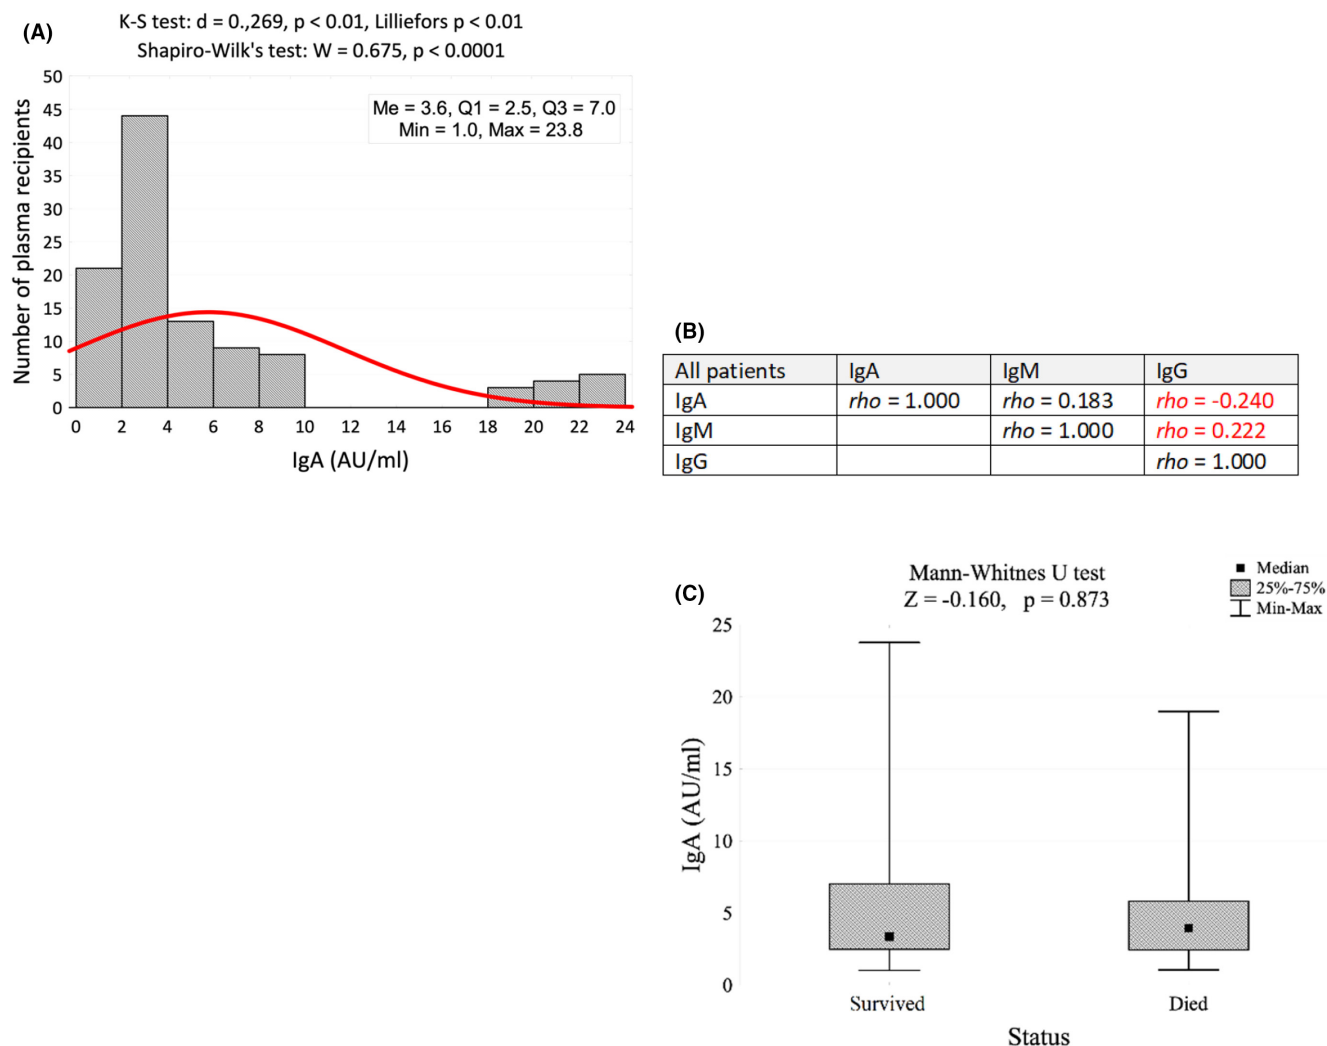 (A)
K-S test: d = 0.,269, p < 0.01, Lilliefors p < 0.01
Shapiro-Wilk's test: W = 0.675, p < 0.0001
Me = 3.6, Q1 = 2.5, Q3 = 7.0
Min = 1.0, Max = 23.8
Number of plasma recipients
50
45
40
35
30
25
20
15
10
5
0
0 2 4 6 8 10 12 14 16 18 20 22 24
IgA (AU/ml)
(B)
All patients IgA IgM IgG
IgA rho = 1.000 rho = 0.183 rho = -0.240
IgM rho = 1.000 rho = 0.222
IgG rho = 1.000
(C)
Mann-Whitnes U test
Z = -0.160, p = 0.873
Median
25%-75%
Min-Max
IgA (AU/ml)
25
20
15
10
5
0
Survived Died
Status